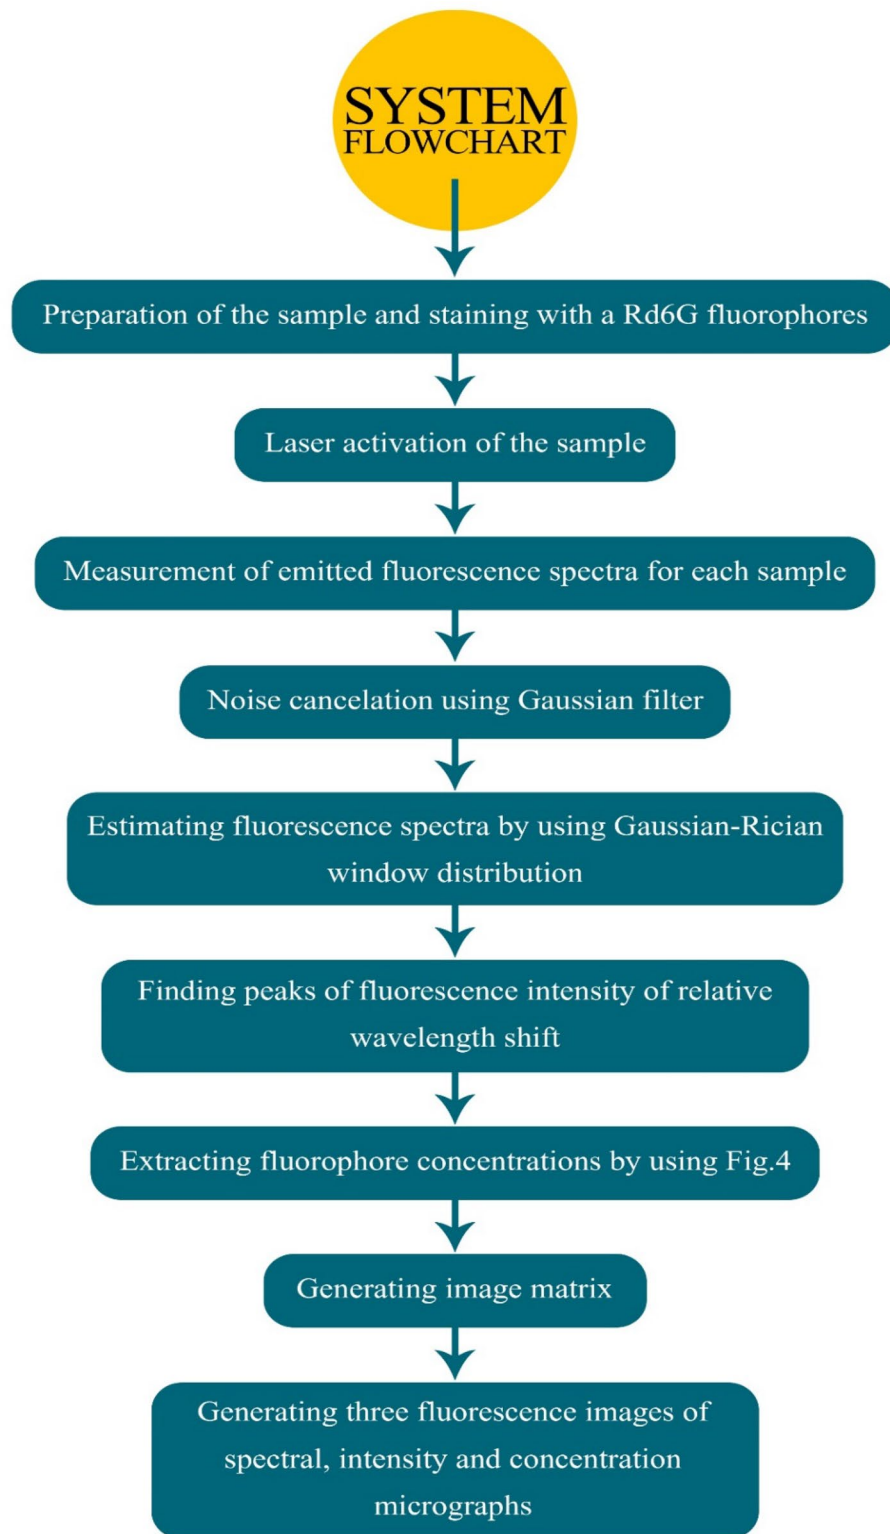 SYSTEM
FLOWCHART
Preparation of the sample and staining with a Rd6G fluorophores
Laser activation of the sample
Measurement of emitted fluorescence spectra for each sample
Noise cancelation using Gaussian filter
Estimating fluorescence spectra by using Gaussian-Rician
window distribution
Finding peaks of fluorescence intensity of relative
wavelength shift
Extracting fluorophore concentrations by using Fig.4
Generating image matrix
Generating three fluorescence images of
spectral, intensity and concentration
micrographs